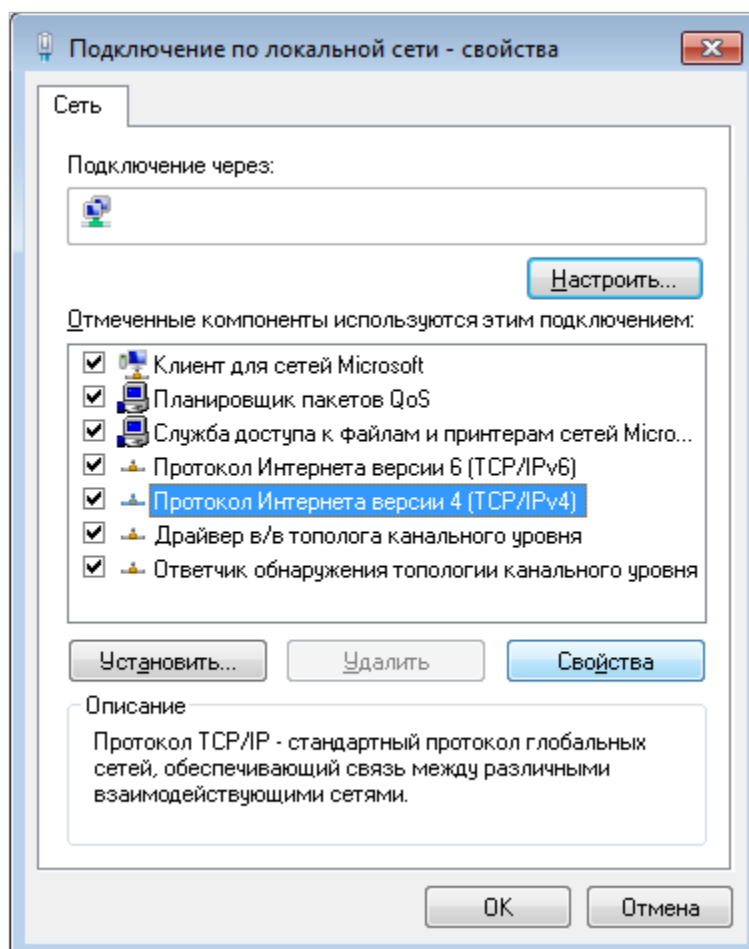 Подключение по локальной сети - свойства
Сеть
Подключение через:
Настроить...
Отмеченные компоненты используются этим подключением:
Клиент для сетей Microsoft
Планировщик пакетов QoS
Служба доступа к файлам и принтерам сетей Micro...
Протокол Интернета версии 6 (TCP/IPv6)
Протокол Интернета версии 4 (TCP/IPv4)
Драйвер в/в тополога канального уровня
Ответчик обнаружения топологии канального уровня
Установить... Удалить Свойства
Описание
Протокол TCP/IP - стандартный протокол глобальных
сетей, обеспечивающий связь между различными
взаимодействующими сетями.
OK Отмена